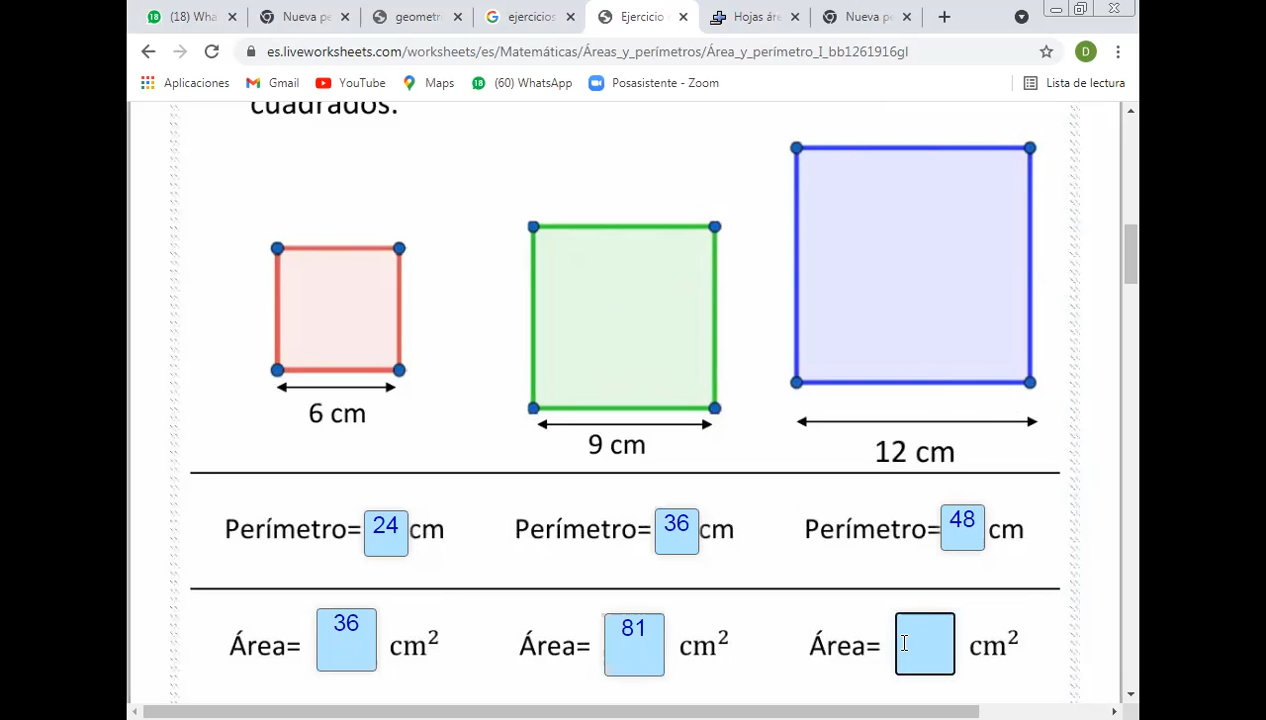 (18) Wha
Nueva pe
geometr
ejercicios
Ejercicio
Hojas áre
Nueva pe
es.liveworksheets.com/worksheets/es/Matemáticas/Áreas_y_perímetros/Área_y_perímetro_I_bb1261916gl
D
Aplicaciones
Gmail
YouTube
Maps
(60) WhatsApp
Posasistente - Zoom
Lista de lectura
cuadrados.
6 cm
9 cm
12 cm
Perímetro= 24 cm
Perímetro= 36 cm
Perímetro= 48 cm
Área= 36 cm²
Área= 81 cm²
Área= cm²